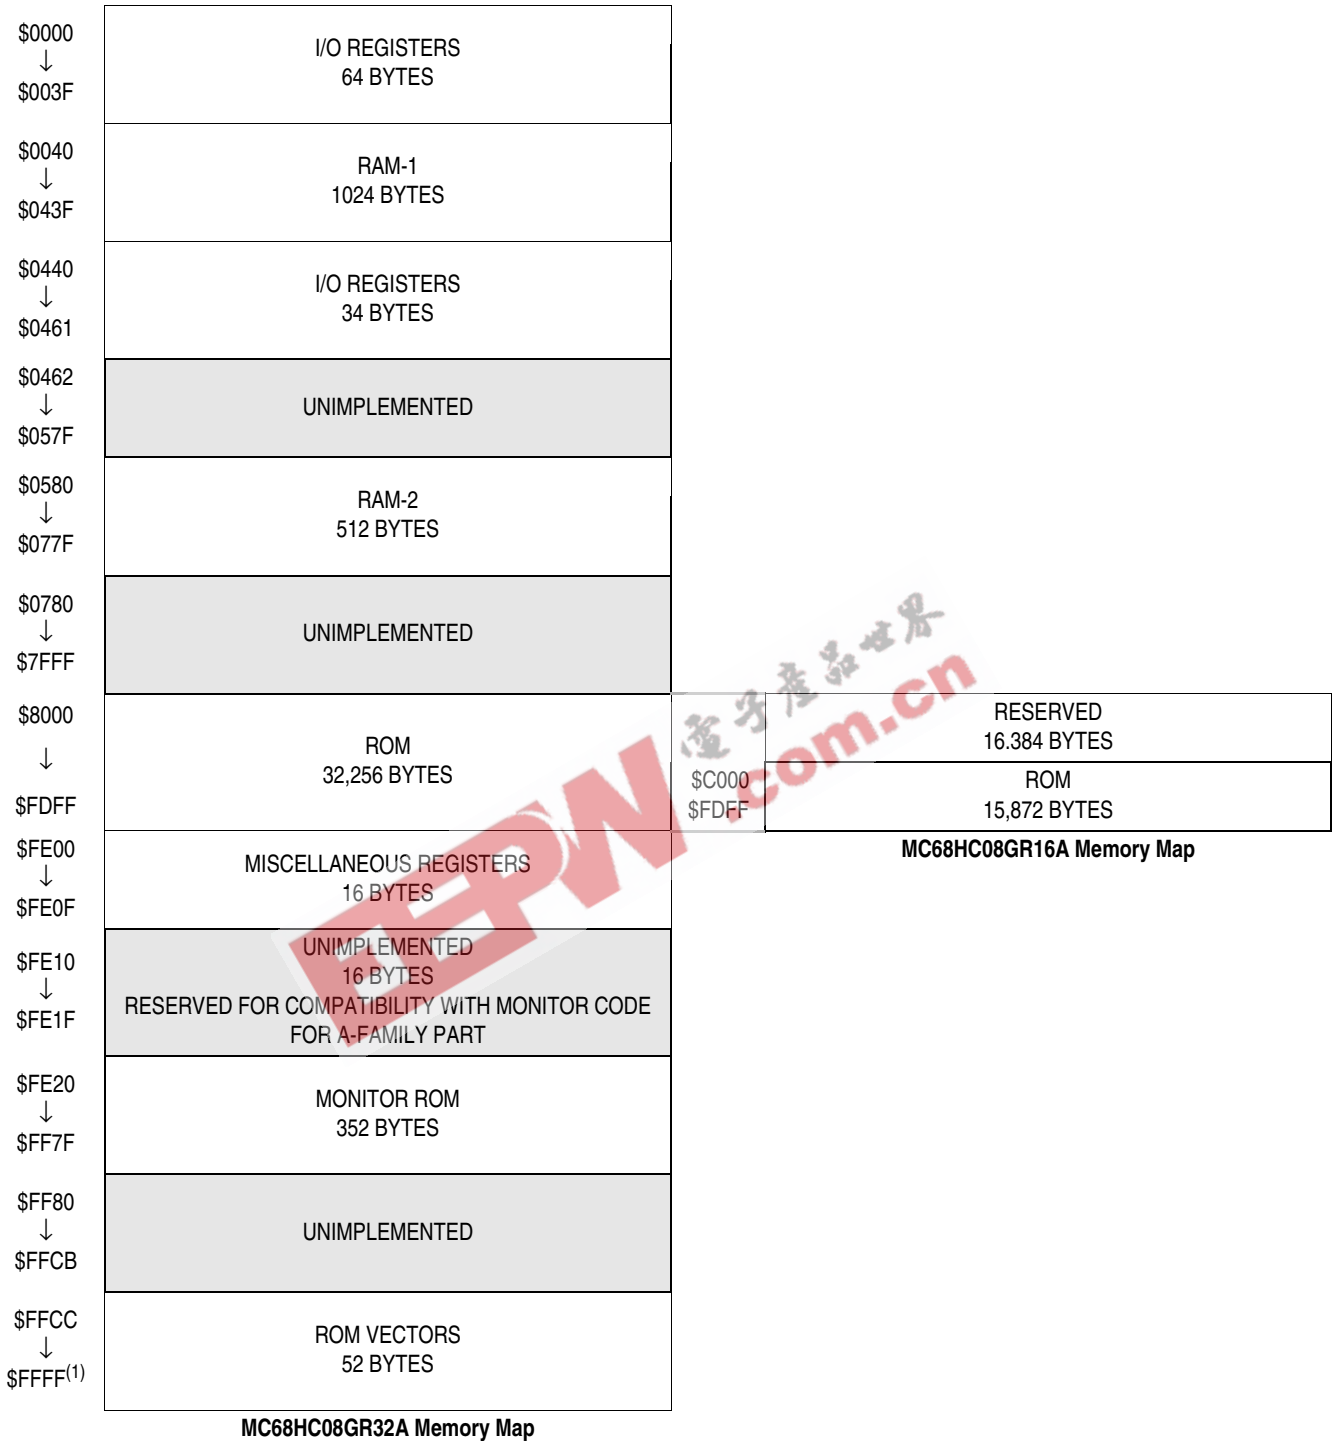 $0000
↓
$003F
I/O REGISTERS
64 BYTES
$0040
↓
$043F
RAM-1
1024 BYTES
$0440
↓
$0461
I/O REGISTERS
34 BYTES
$0462
↓
$057F
UNIMPLEMENTED
$0580
↓
$077F
RAM-2
512 BYTES
$0780
↓
$7FFF
UNIMPLEMENTED
$8000
↓
$FDFF
ROM
32,256 BYTES
RESERVED
16.384 BYTES
$C000
$FDFF
ROM
15,872 BYTES
MC68HC08GR16A Memory Map
$FE00
↓
$FE0F
MISCELLANEOUS REGISTERS
16 BYTES
$FE10
↓
$FE1F
UNIMPLEMENTED
16 BYTES
RESERVED FOR COMPATIBILITY WITH MONITOR CODE
FOR A-FAMILY PART
$FE20
↓
$FF7F
MONITOR ROM
352 BYTES
$FF80
↓
$FFCB
UNIMPLEMENTED
$FFCC
↓
$FFFF(1)
ROM VECTORS
52 BYTES
MC68HC08GR32A Memory Map
EEPW
.com.cn
電子產品世界